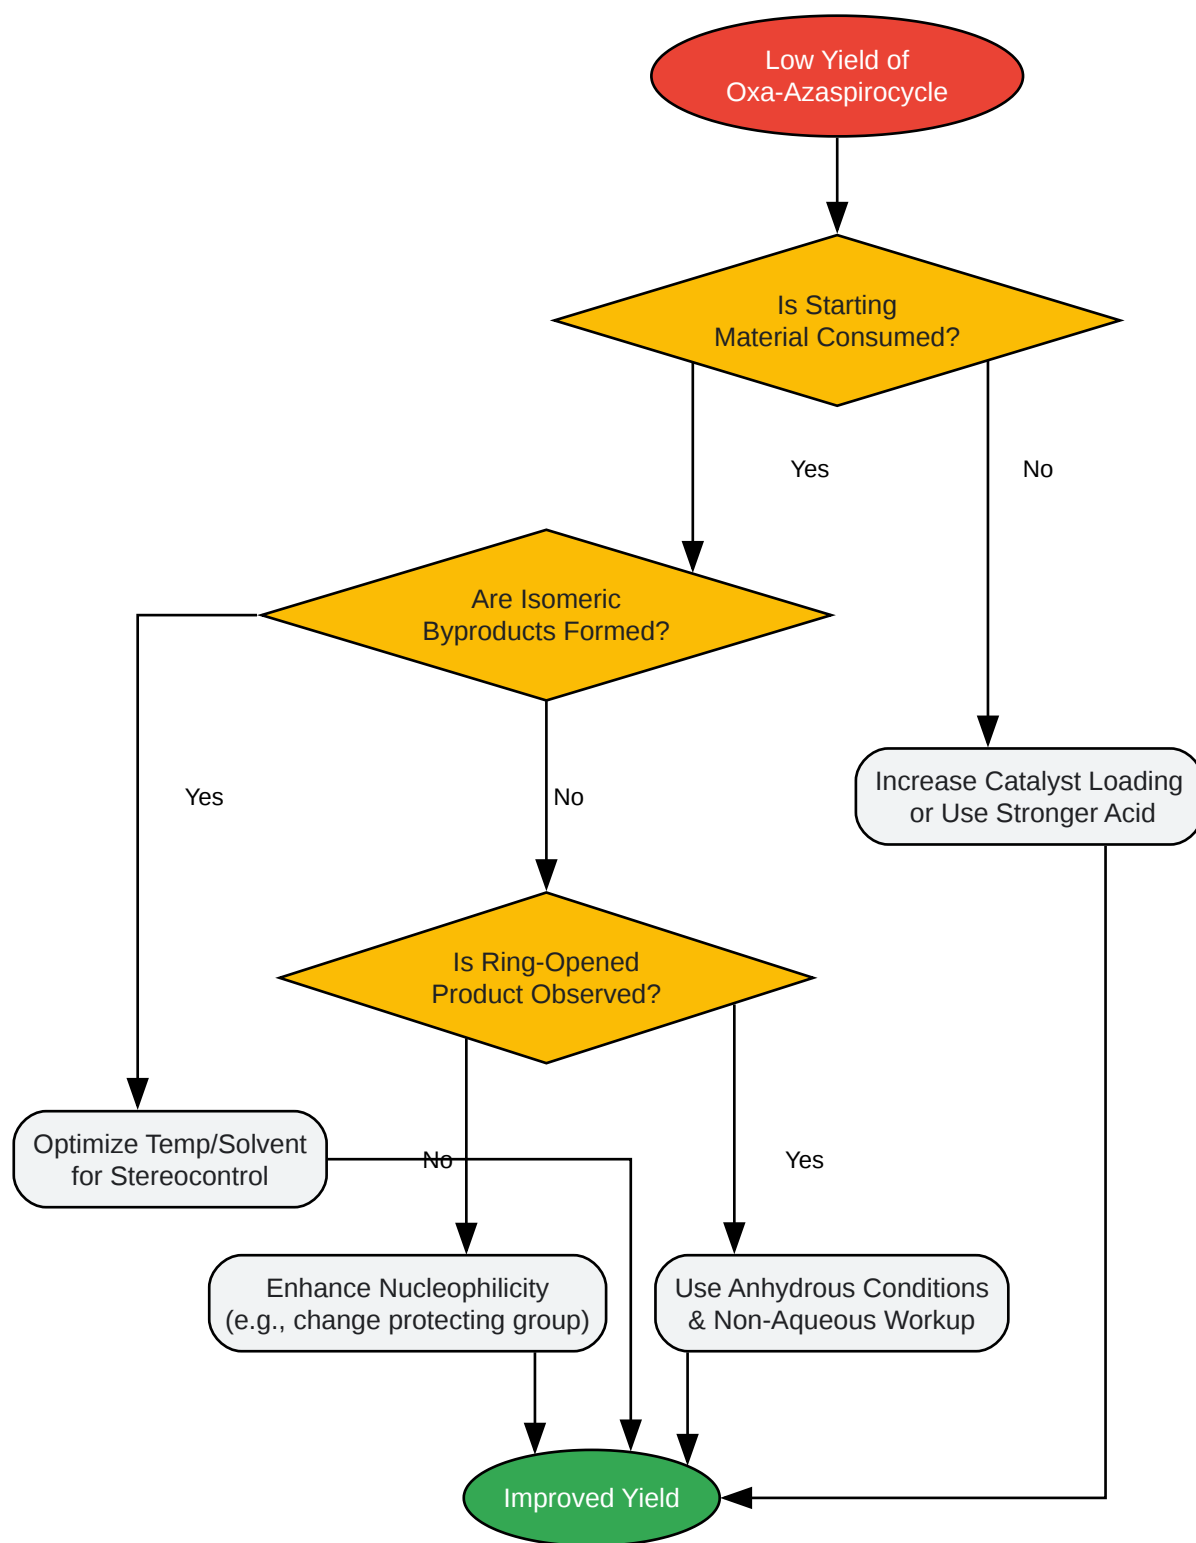 Low Yield of
Oxa-Azaspirocycle
Is Starting
Material Consumed?
Yes
No
Are Isomeric
Byproducts Formed?
Yes
No
Increase Catalyst Loading
or Use Stronger Acid
Is Ring-Opened
Product Observed?
Optimize Temp/Solvent
for Stereocontrol
No
Yes
Enhance Nucleophilicity
(e.g., change protecting group)
Use Anhydrous Conditions
& Non-Aqueous Workup
Improved Yield